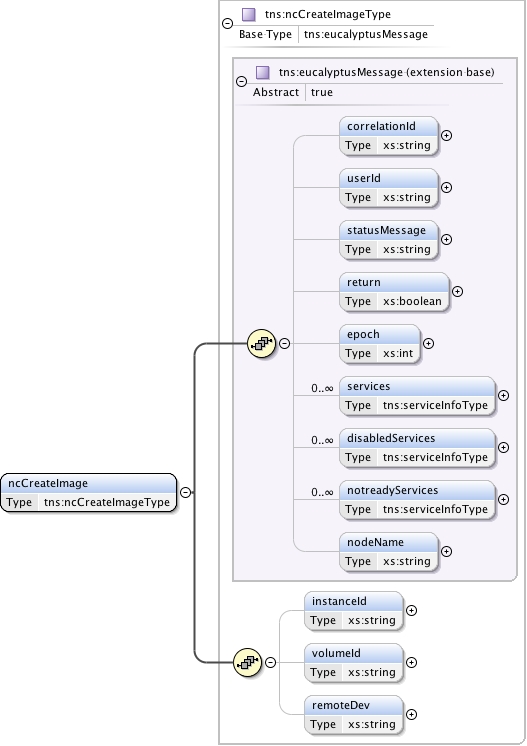 tns:ncCreateImageType
Base Type tns:eucalyptusMessage
tns:eucalyptusMessage (extension base)
Abstract true
correlationId
Type xs:string
userId
Type xs:string
statusMessage
Type xs:string
return
Type xs:boolean
epoch
Type xs:int
0..∞ services
Type tns:serviceInfoType
0..∞ disabledServices
Type tns:serviceInfoType
0..∞ notreadyServices
Type tns:serviceInfoType
nodeName
Type xs:string
ncCreateImage
Type tns:ncCreateImageType
instanceId
Type xs:string
volumeId
Type xs:string
remoteDev
Type xs:string